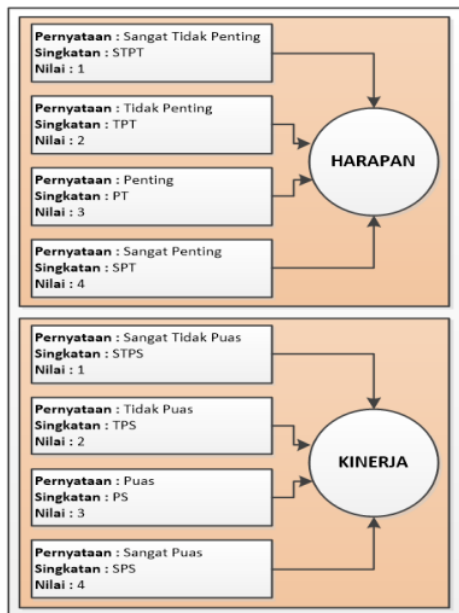 Pernyataan : Sangat Tidak Penting
Singkatan : STPT
Nilai : 1
Pernyataan : Tidak Penting
Singkatan : TPT
Nilai : 2
Pernyataan : Penting
Singkatan : PT
Nilai : 3
Pernyataan : Sangat Penting
Singkatan : SPT
Nilai : 4
HARAPAN
Pernyataan : Sangat Tidak Puas
Singkatan : STPS
Nilai : 1
Pernyataan : Tidak Puas
Singkatan : TPS
Nilai : 2
Pernyataan : Puas
Singkatan : PS
Nilai : 3
Pernyataan : Sangat Puas
Singkatan : SPS
Nilai : 4
KINERJA